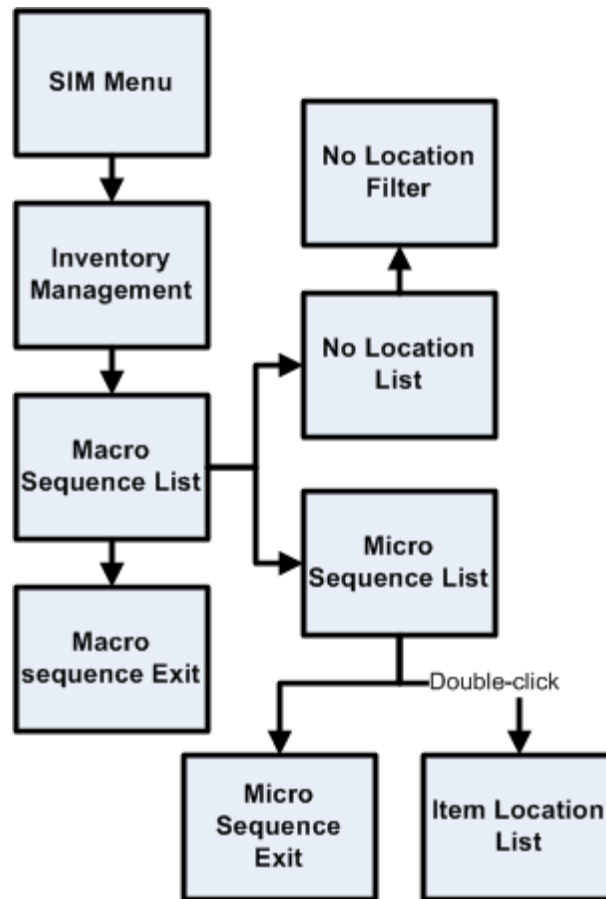 SIM Menu
Inventory
Management
Macro
Sequence List
Macro
sequence Exit
No Location
Filter
No Location
List
Micro
Sequence List
Double-click
Micro
Sequence
Exit
Item Location
List